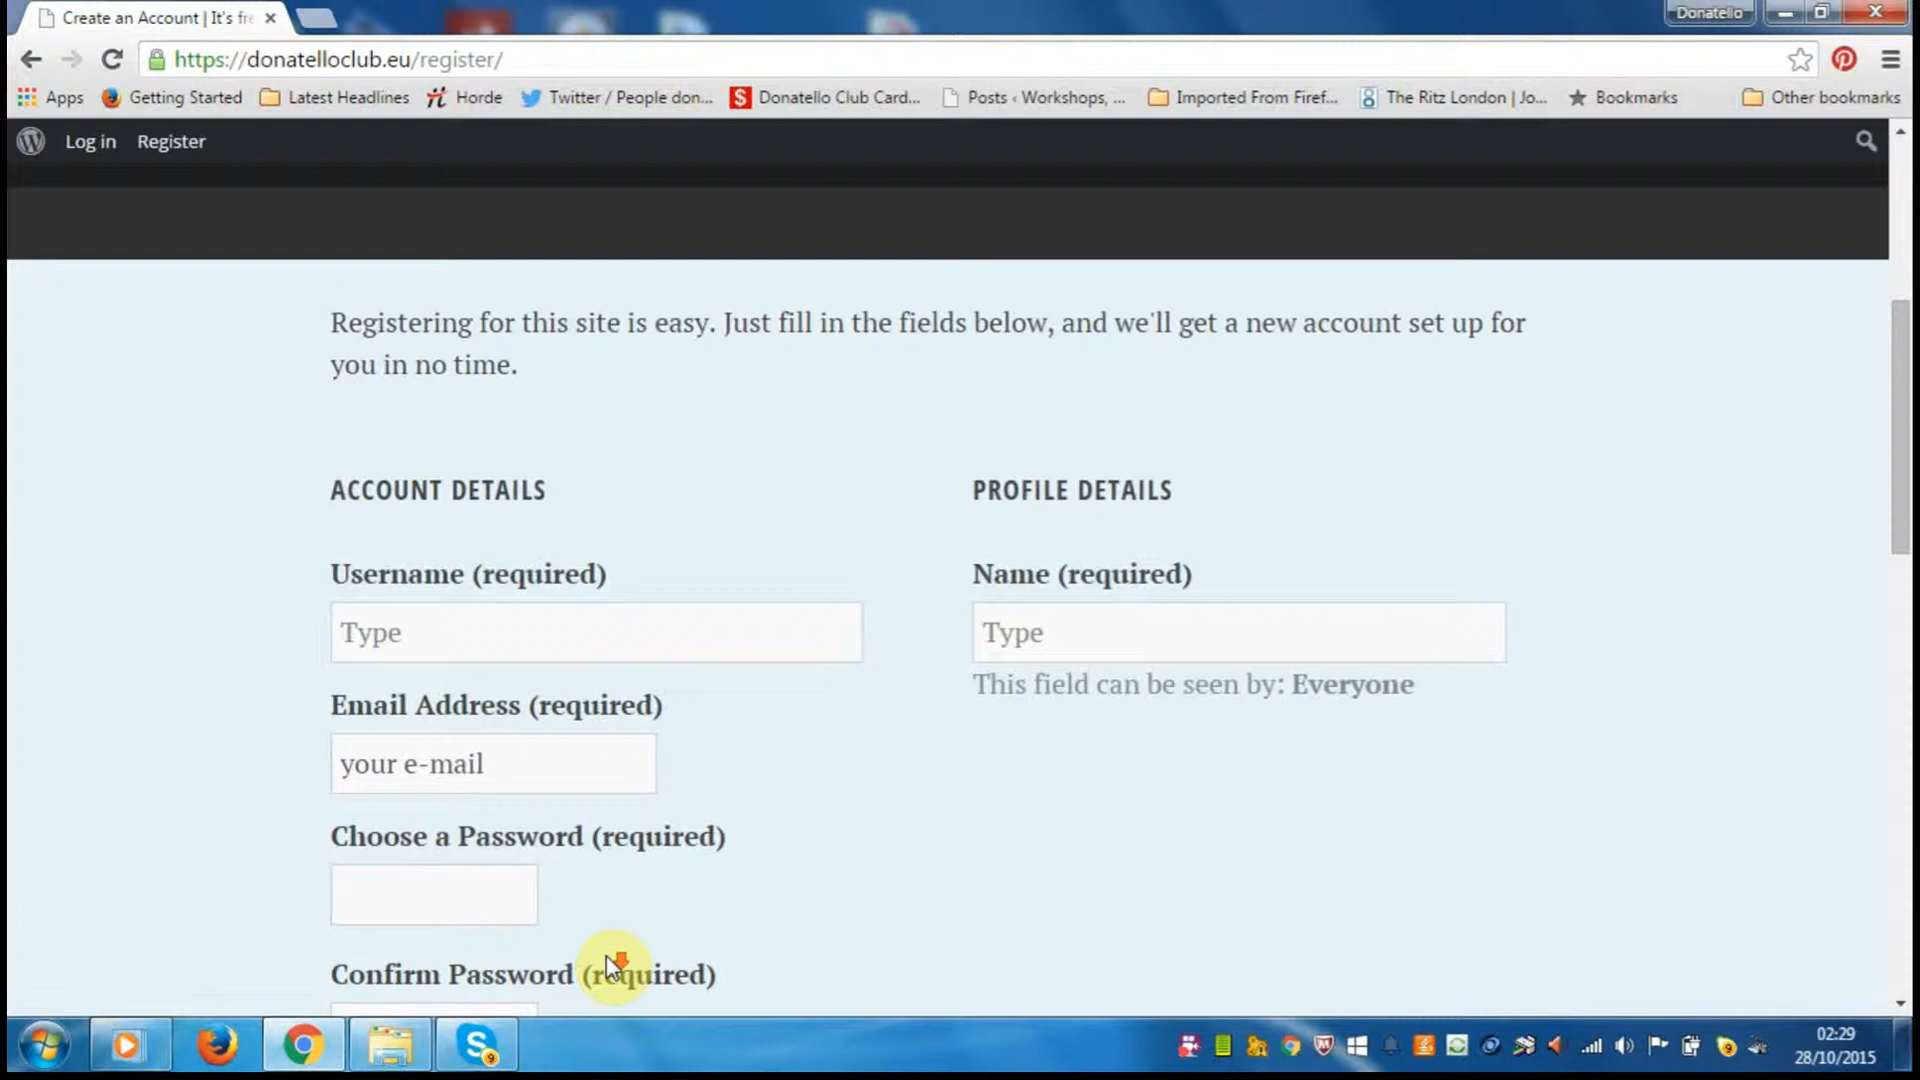 Create an Account | It's fre
Donatello
https://donatelloclub.eu/register/
Apps Getting Started Latest Headlines Horde Twitter / People don... Donatello Club Card... Posts ‹ Workshops, ... Imported From Firef... The Ritz London | Jo... Bookmarks Other bookmarks
Log in Register
Registering for this site is easy. Just fill in the fields below, and we'll get a new account set up for
you in no time.
ACCOUNT DETAILS
PROFILE DETAILS
Username (required)
Name (required)
Type
Type
This field can be seen by: Everyone
Email Address (required)
your e-mail
Choose a Password (required)
Confirm Password (required)
02:29
28/10/2015